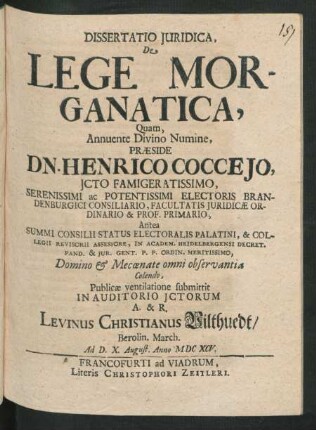 157
DISSERTATIO JURIDICA,
De
LEGE MOR-
GANATICA,
Quam,
Annuente Divino Numine,
PRÆSIDE
DN. HENRICO COCCEJO,
JCTO FAMIGERATISSIMO,
SERENISSIMI ac POTENTISSIMI ELECTORIS BRAN-
DENBURGICI CONSILIARIO, FACULTATIS JURIDICÆ OR-
DINARIO & PROF. PRIMARIO,
Antea
SUMMI CONSILII STATUS ELECTORALIS PALATINI, & COL-
LEGII REVISORII ASSESSORE, IN ACADEM. HEIDELBERGENSI DECRET.
PAND. & JUR. GENT. P. P. ORDIN. MERITISSIMO,
Domino & Mecœnate omni observantia
Colendo,
Publicæ ventilatione submittit
IN AUDITORIO JCTORUM
A. & R.
LEVINUS CHRISTIANUS Vilthuedt/
Berolin. March.
Ad D. X. August. Anno MDCXCV.
FRANCOFURTI ad VIADRUM,
Literis CHRISTOPHORI ZEITLERI.